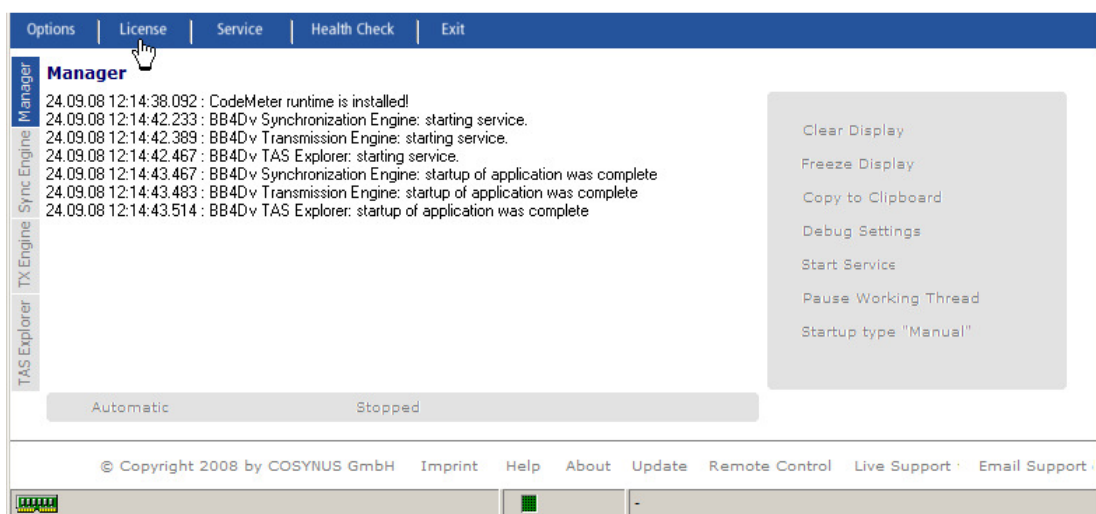 Options License Service Health Check Exit
Manager
Manager
24.09.08 12:14:38.092 : CodeMeter runtime is installed!
24.09.08 12:14:42.233 : BB4Dv Synchronization Engine: starting service.
24.09.08 12:14:42.389 : BB4Dv Transmission Engine: starting service.
24.09.08 12:14:42.467 : BB4Dv TAS Explorer: starting service.
24.09.08 12:14:43.467 : BB4Dv Synchronization Engine: startup of application was complete
24.09.08 12:14:43.483 : BB4Dv Transmission Engine: startup of application was complete
24.09.08 12:14:43.514 : BB4Dv TAS Explorer: startup of application was complete
Sync Engine
TX Engine
TAS Explorer
Clear Display
Freeze Display
Copy to Clipboard
Debug Settings
Start Service
Pause Working Thread
Startup type "Manual"
Automatic Stopped
© Copyright 2008 by COSYNUS GmbH Imprint Help About Update Remote Control Live Support Email Support
-